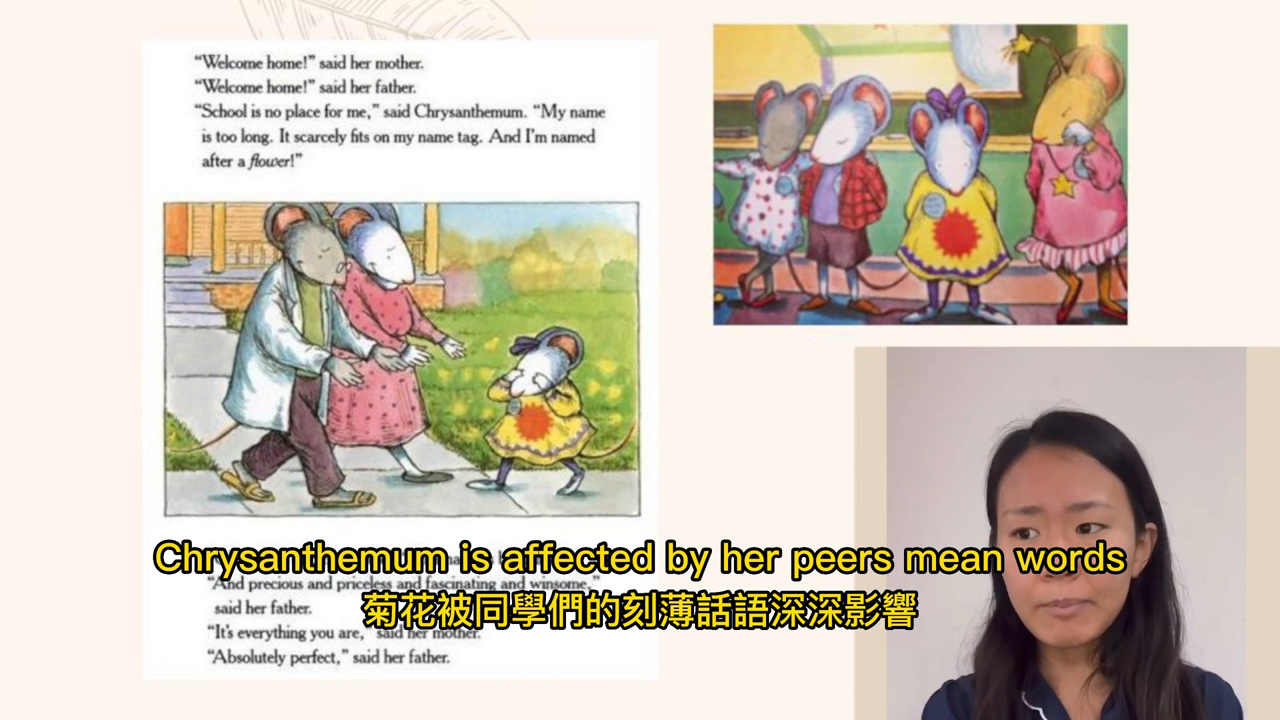 “Welcome home!” said her mother.
“Welcome home!” said her father.
“School is no place for me,” said Chrysanthemum. “My name
is too long. It scarcely fits on my name tag. And I’m named
after a flower!”
Chrysanthemum is affected by her peers mean words
“And precious and priceless and fascinating and winsome,”
菊花被同學們的刻薄話語深深影響
said her father.
“It’s everything you are,” said her mother.
“Absolutely perfect,” said her father.